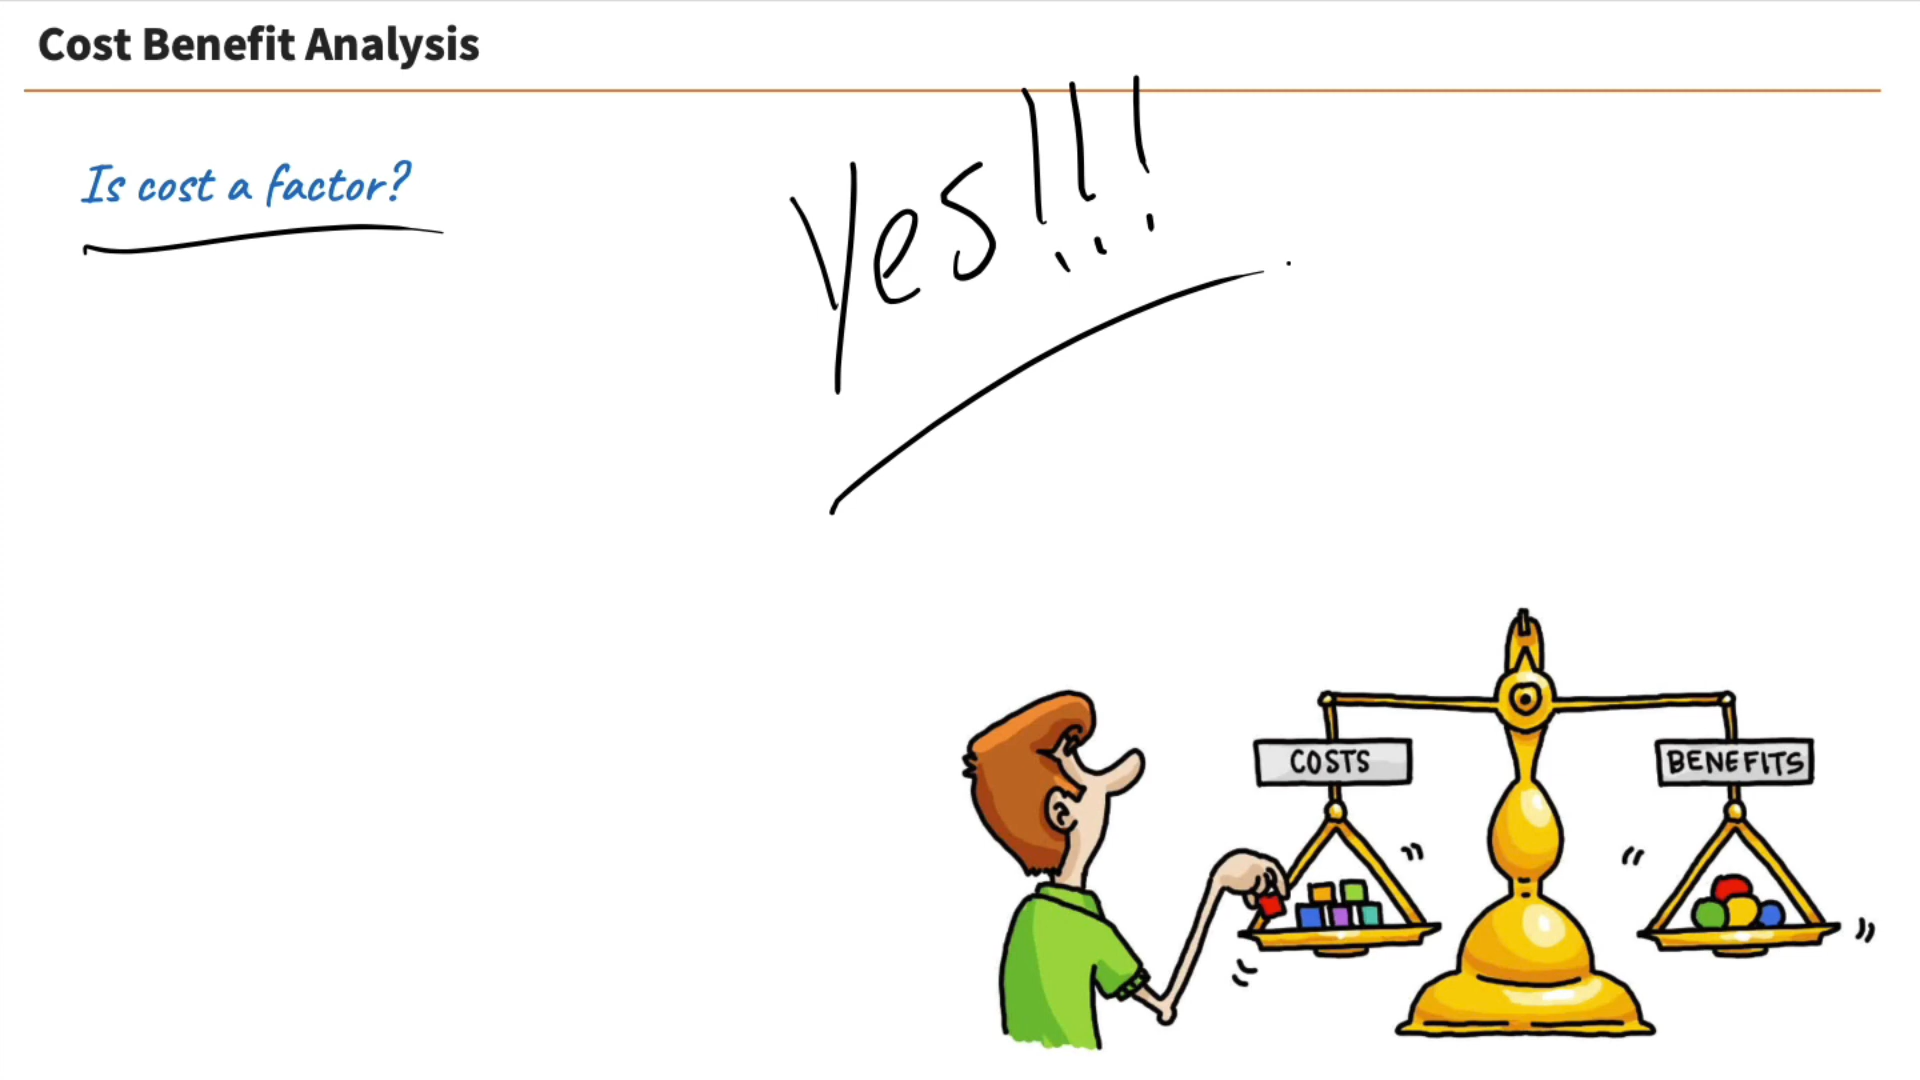 Cost Benefit Analysis
Is cost a factor?
Yes!!!
COSTS
BENEFITS